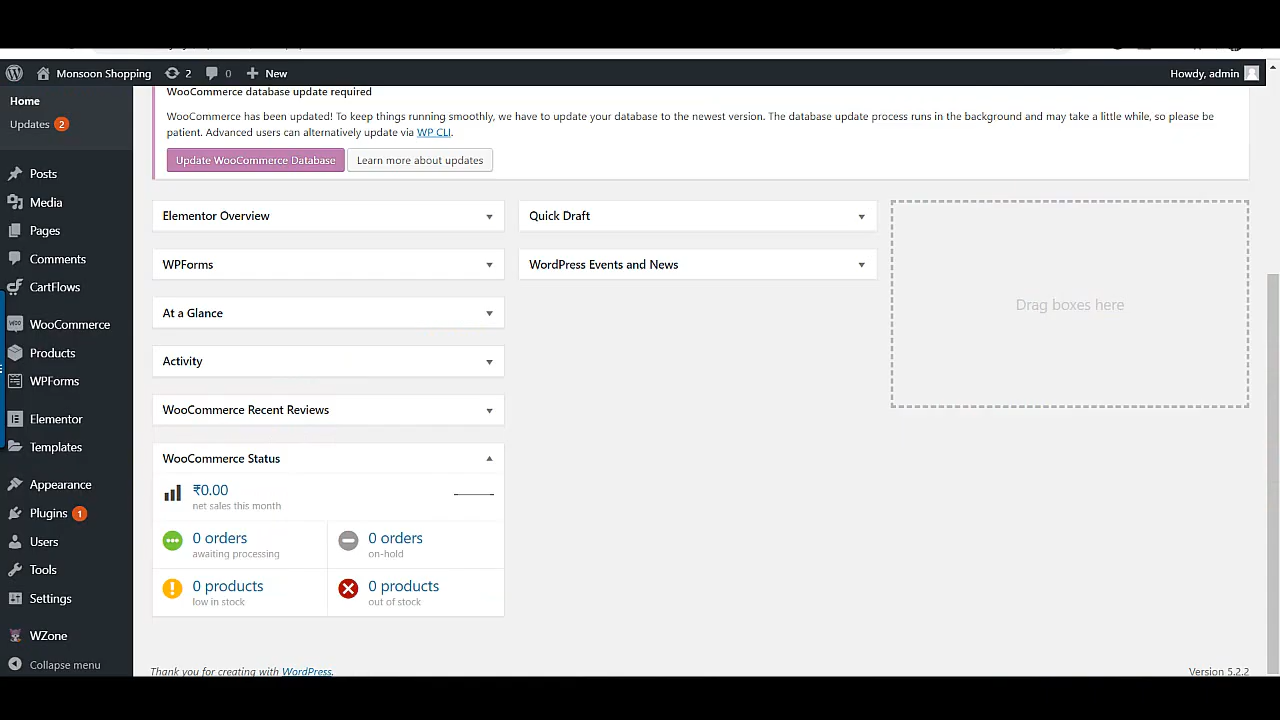 Monsoon Shopping
2
0
New
Howdy, admin
Home
Updates 2
Posts
Media
Pages
Comments
CartFlows
WooCommerce
Products
WPForms
Elementor
Templates
Appearance
Plugins 1
Users
Tools
Settings
WZone
Collapse menu
WooCommerce database update required
WooCommerce has been updated! To keep things running smoothly, we have to update your database to the newest version. The database update process runs in the background and may take a little while, so please be
patient. Advanced users can alternatively update via WP CLI.
Update WooCommerce Database
Learn more about updates
Elementor Overview
WPForms
At a Glance
Activity
WooCommerce Recent Reviews
WooCommerce Status
₹0.00
net sales this month
0 orders
awaiting processing
0 orders
on-hold
0 products
low in stock
0 products
out of stock
Quick Draft
WordPress Events and News
Drag boxes here
Thank you for creating with WordPress.
Version 5.2.2